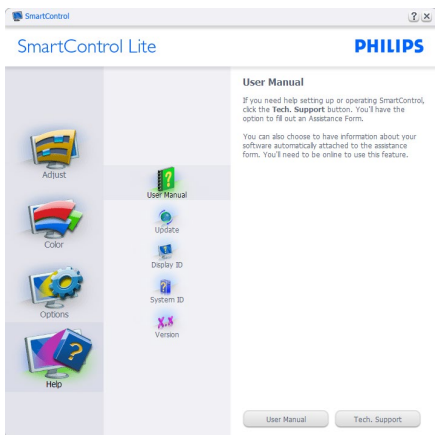 SmartControl
SmartControl Lite
PHILIPS
Adjust
Color
Options
Help
User Manual
Update
Display ID
System ID
X.X
Version
User Manual
If you need help setting up or operating SmartControl,
click the Tech. Support button. You'll have the
option to fill out an Assistance Form.
You can also choose to have information about your
software automatically attached to the assistance
form. You'll need to be online to use this feature.
User Manual
Tech. Support